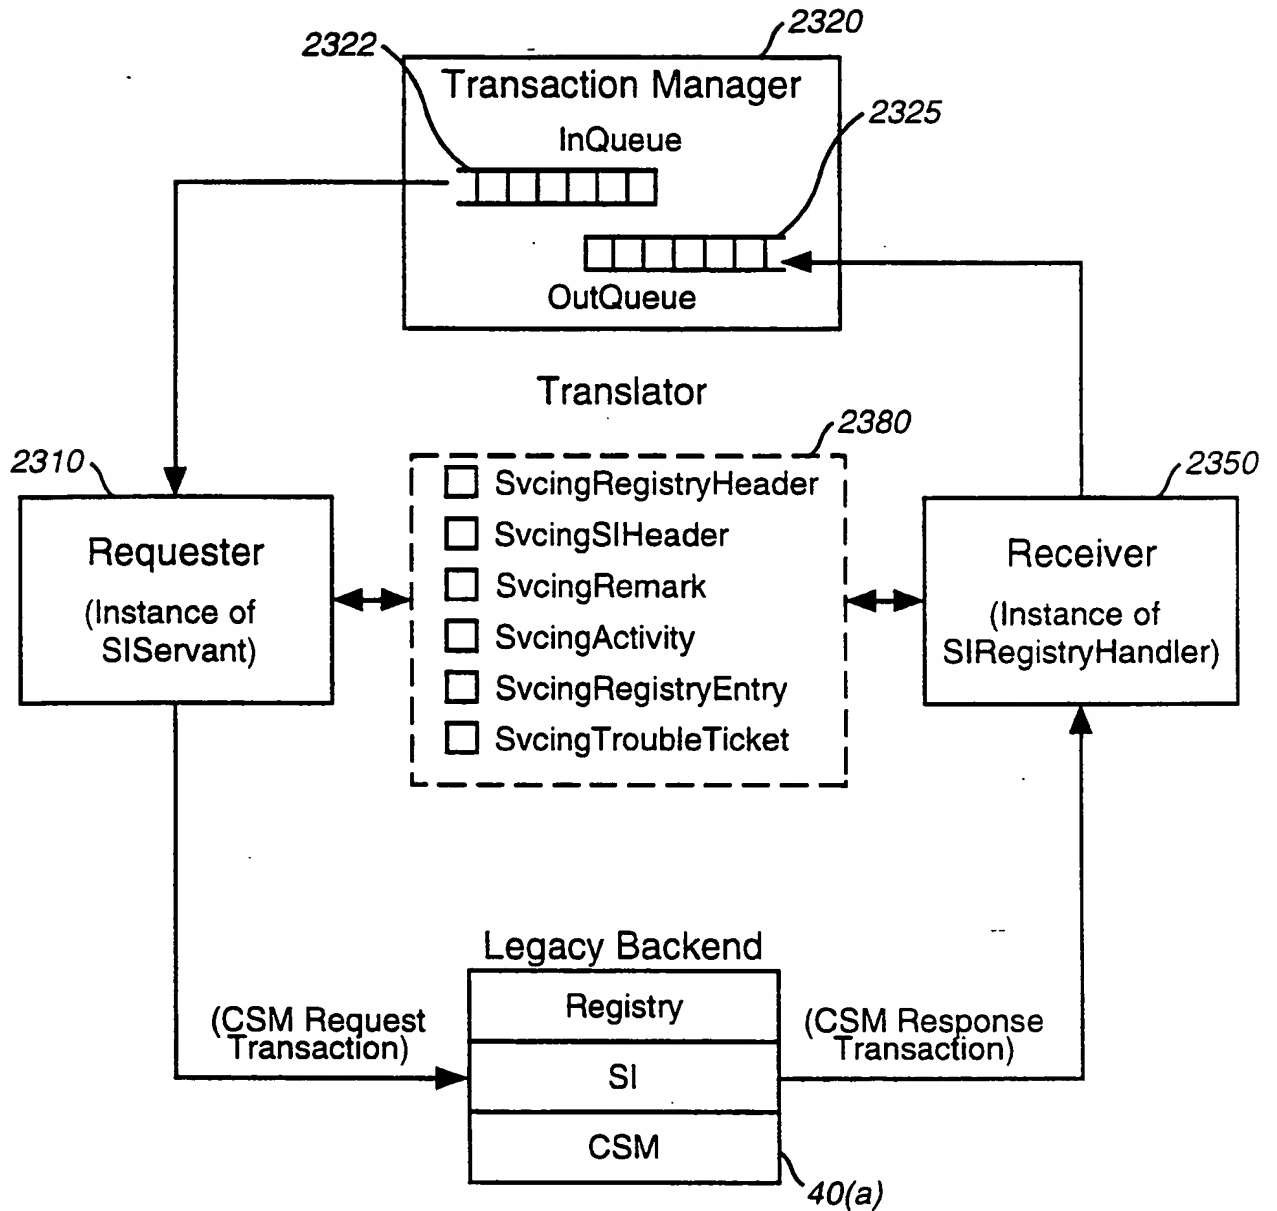 2322
2320
Transaction Manager
2325
InQueue
OutQueue
Translator
2380
2310
2350
SvcingRegistryHeader
SvcingSIHeader
SvcingRemark
SvcingActivity
SvcingRegistryEntry
SvcingTroubleTicket
Requester
(Instance of
SIServant)
Receiver
(Instance of
SIRegistryHandler)
Legacy Backend
Registry
SI
CSM
(CSM Request
Transaction)
(CSM Response
Transaction)
40(a)